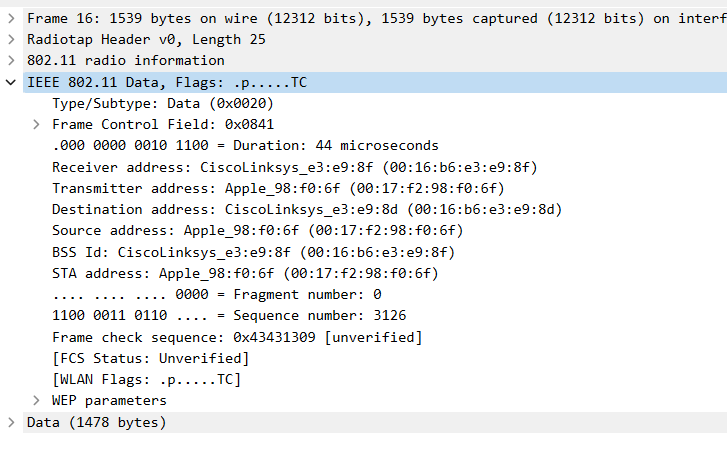 Frame 16: 1539 bytes on wire (12312 bits), 1539 bytes captured (12312 bits) on interf
Radiotap Header v0, Length 25
802.11 radio information
IEEE 802.11 Data, Flags: .p.....TC
Type/Subtype: Data (0x0020)
Frame Control Field: 0x0841
.000 0000 0010 1100 = Duration: 44 microseconds
Receiver address: CiscoLinksys_e3:e9:8f (00:16:b6:e3:e9:8f)
Transmitter address: Apple_98:f0:6f (00:17:f2:98:f0:6f)
Destination address: CiscoLinksys_e3:e9:8d (00:16:b6:e3:e9:8d)
Source address: Apple_98:f0:6f (00:17:f2:98:f0:6f)
BSS Id: CiscoLinksys_e3:e9:8f (00:16:b6:e3:e9:8f)
STA address: Apple_98:f0:6f (00:17:f2:98:f0:6f)
.... .... .... 0000 = Fragment number: 0
1100 0011 0110 .... = Sequence number: 3126
Frame check sequence: 0x43431309 [unverified]
[FCS Status: Unverified]
[WLAN Flags: .p.....TC]
WEP parameters
Data (1478 bytes)